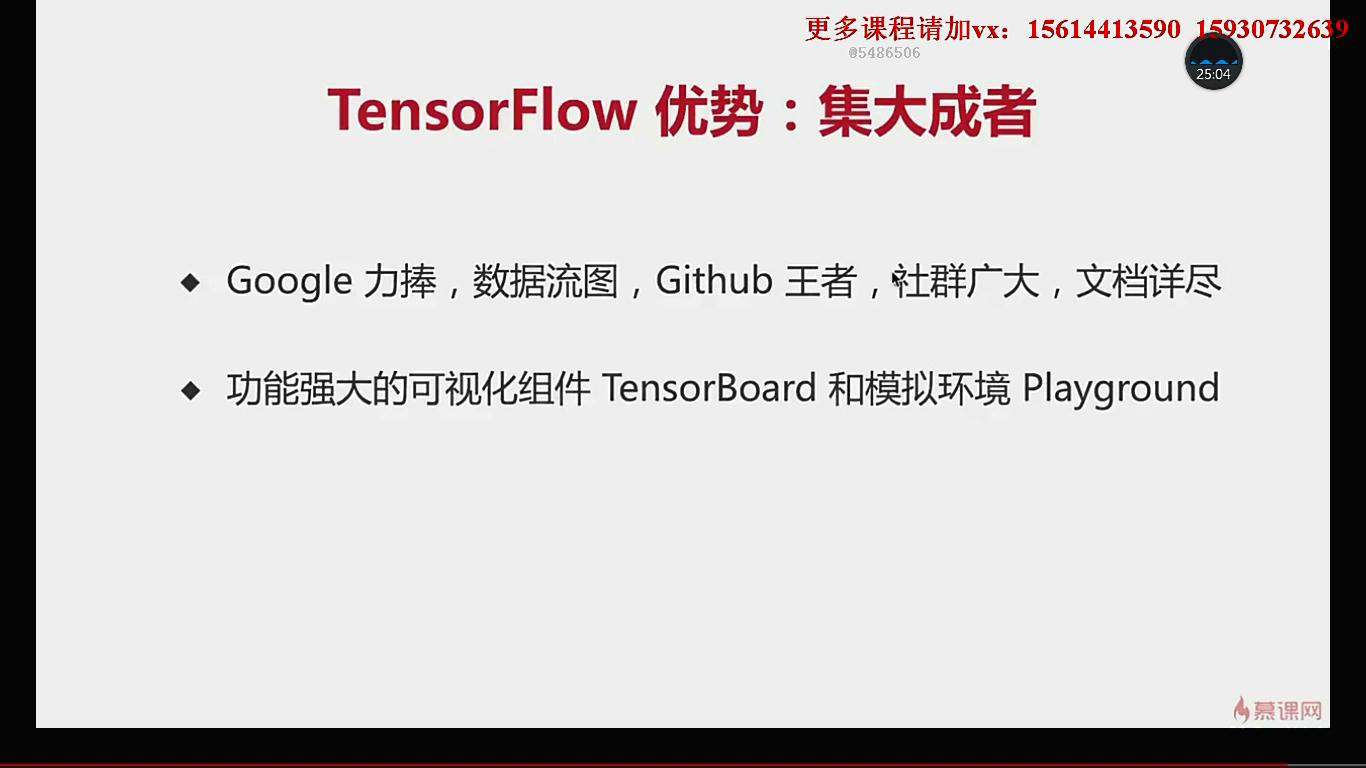 更多课程请加vx：15614413590 15930732639
@5486506
25:04
TensorFlow 优势：集大成者
◆ Google 力捧，数据流图，Github 王者，社群广大，文档详尽
◆ 功能强大的可视化组件 TensorBoard 和模拟环境 Playground
慕课网